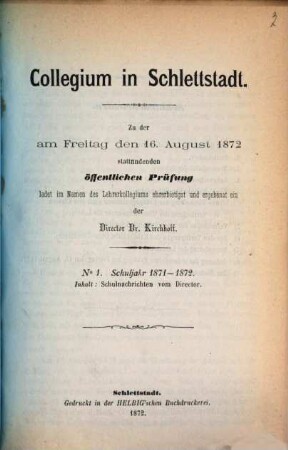 Collegium in Schlettstadt.
Zu der
am Freitag den 16. August 1872
stattfindenden
öffentlichen Prüfung
ladet im Namen des Lehrerkollegiums ehrerbietigst und ergebenst ein
der
Director Dr. Kirchhoff.
No 1. Schuljahr 1871—1872.
Inhalt: Schulnachrichten vom Director.
Schlettstadt.
Gedruckt in der HELBIG'schen Buchdruckerei.
1872.